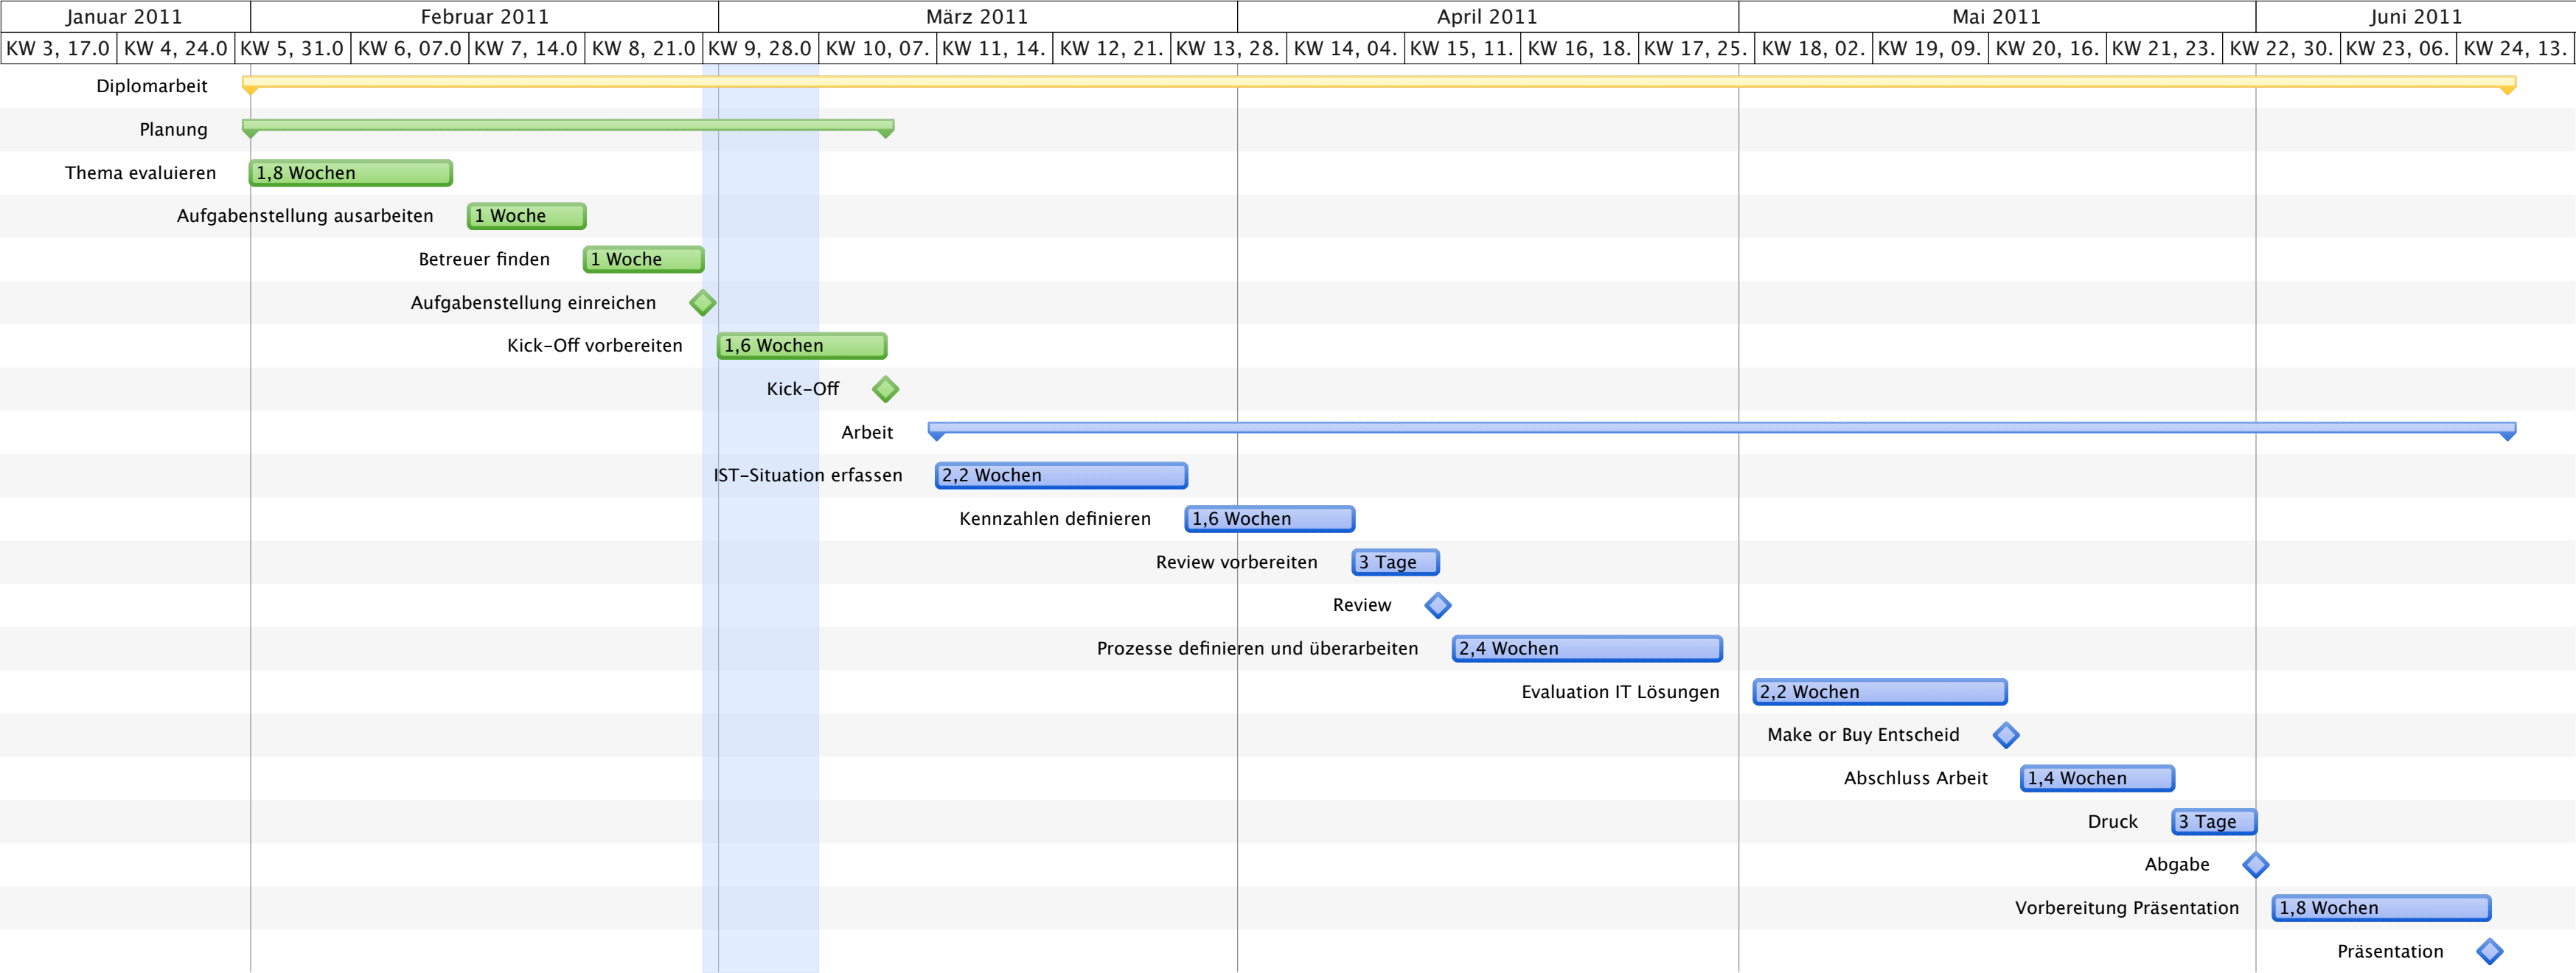 Januar 2011 Februar 2011 März 2011 April 2011 Mai 2011 Juni 2011
KW 3, 17.0 KW 4, 24.0 KW 5, 31.0 KW 6, 07.0 KW 7, 14.0 KW 8, 21.0 KW 9, 28.0 KW 10, 07. KW 11, 14. KW 12, 21. KW 13, 28. KW 14, 04. KW 15, 11. KW 16, 18. KW 17, 25. KW 18, 02. KW 19, 09. KW 20, 16. KW 21, 23. KW 22, 30. KW 23, 06. KW 24, 13.
Diplomarbeit
Planung
Thema evaluieren 1,8 Wochen
Aufgabenstellung ausarbeiten 1 Woche
Betreuer finden 1 Woche
Aufgabenstellung einreichen
Kick-Off vorbereiten 1,6 Wochen
Kick-Off
Arbeit
IST-Situation erfassen 2,2 Wochen
Kennzahlen definieren 1,6 Wochen
Review vorbereiten 3 Tage
Review
Prozesse definieren und überarbeiten 2,4 Wochen
Evaluation IT Lösungen 2,2 Wochen
Make or Buy Entscheid
Abschluss Arbeit 1,4 Wochen
Druck 3 Tage
Abgabe
Vorbereitung Präsentation 1,8 Wochen
Präsentation